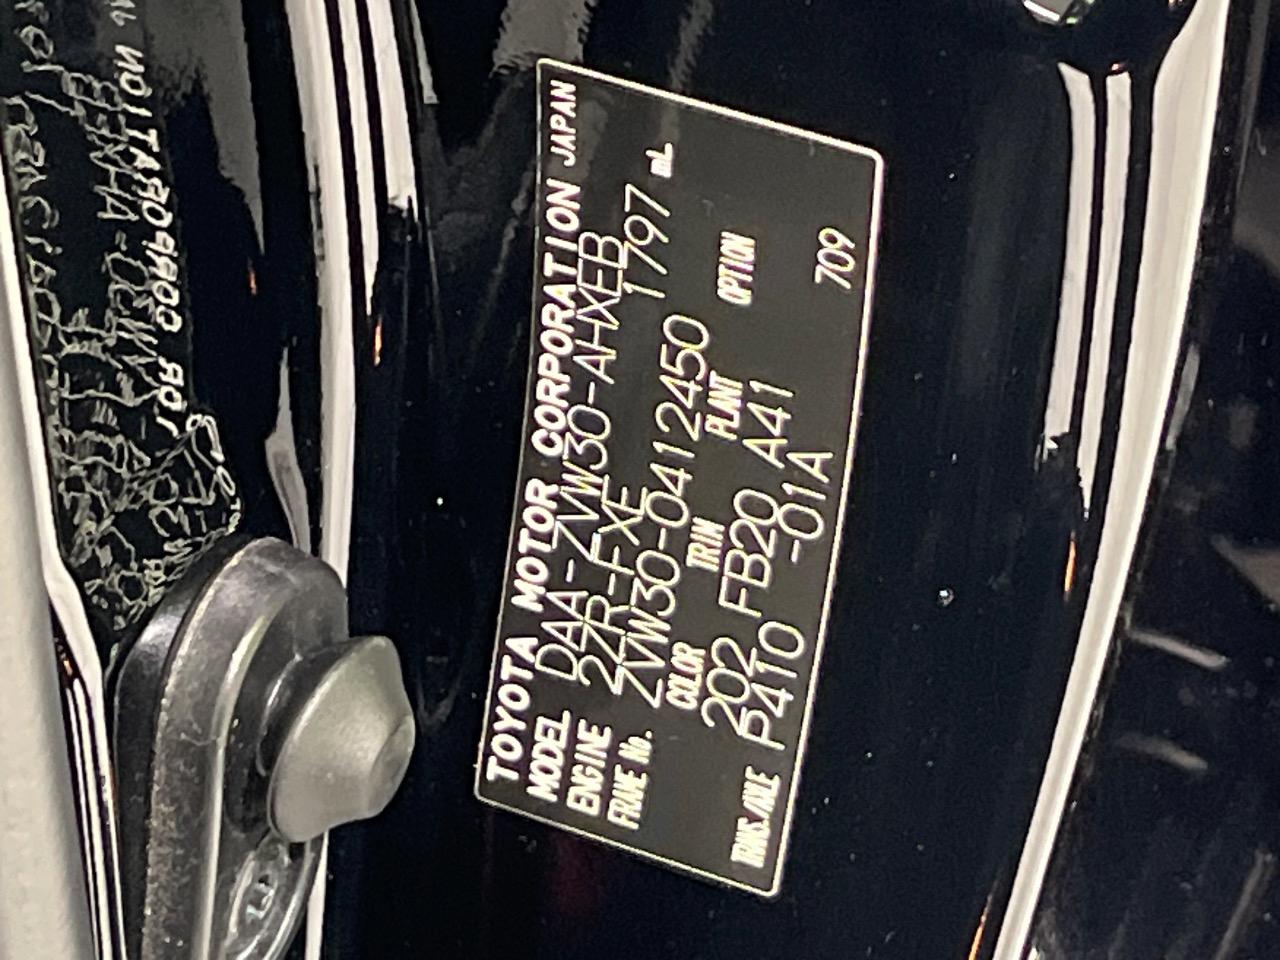 TOYOTA MOTOR CORPORATION JAPAN
MODEL DAA-ZVW30-AHXEB
ENGINE 2ZR-FXE 1797 mL
FRAME No. ZVW30-0412450
COLOR TRIM PLANT OPTION
202 FB20 A41
TRANS./AXLE P410 -01A 709